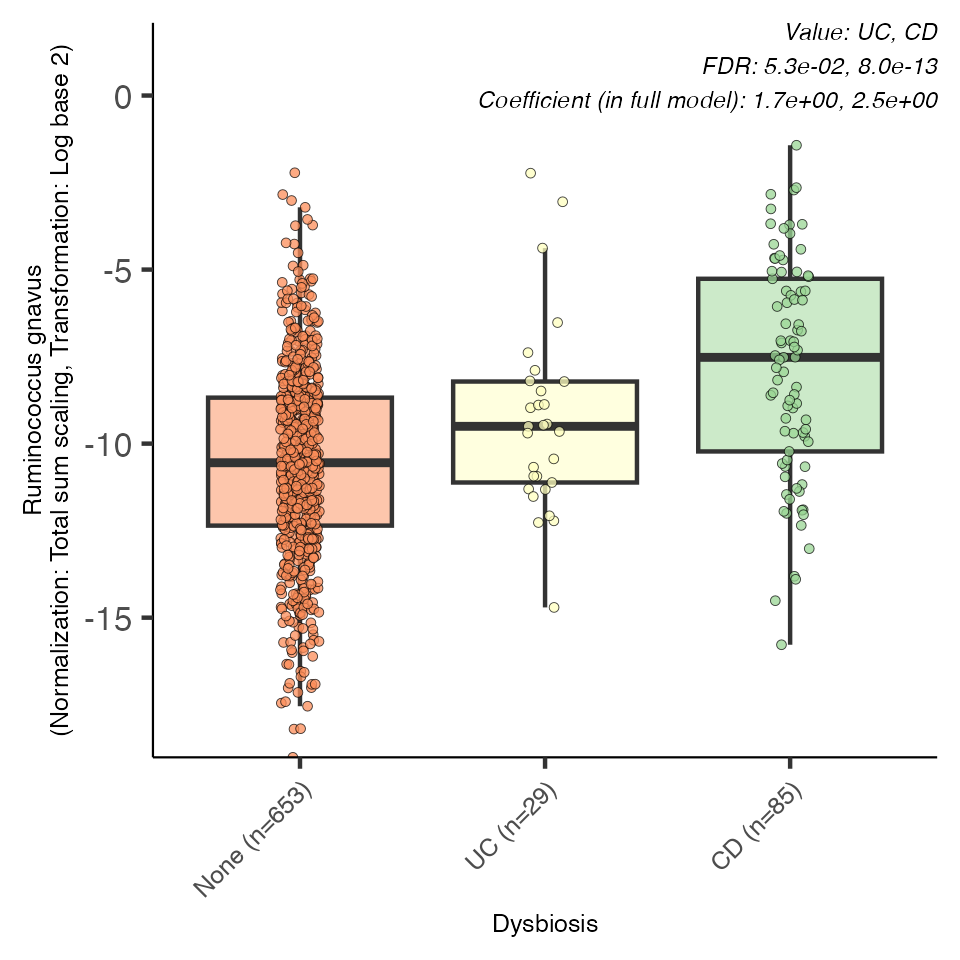 Value: UC, CD
FDR: 5.3e-02, 8.0e-13
Coefficient (in full model): 1.7e+00, 2.5e+00
Ruminococcus gnavus
(Normalization: Total sum scaling, Transformation: Log base 2)
0
-5
-10
-15
None (n=653)
UC (n=29)
CD (n=85)
Dysbiosis